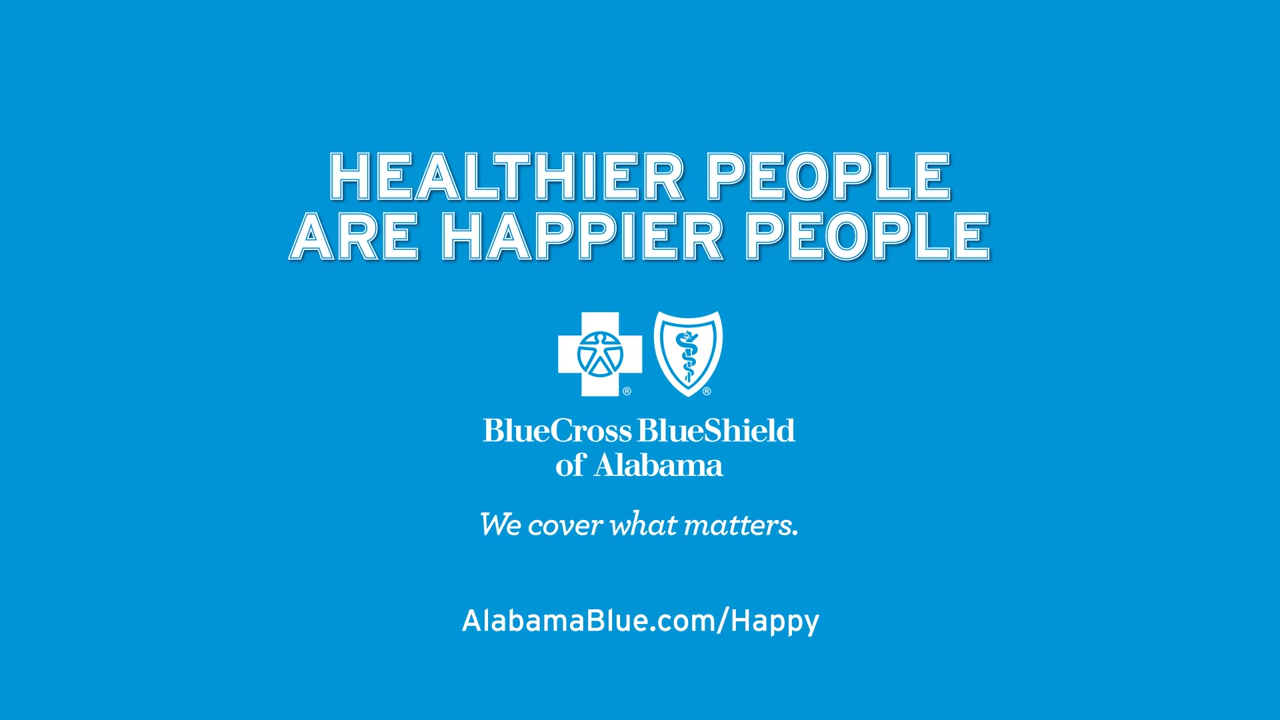 HEALTHIER PEOPLE
ARE HAPPIER PEOPLE
® ®
BlueCross BlueShield
of Alabama
We cover what matters.
AlabamaBlue.com/Happy